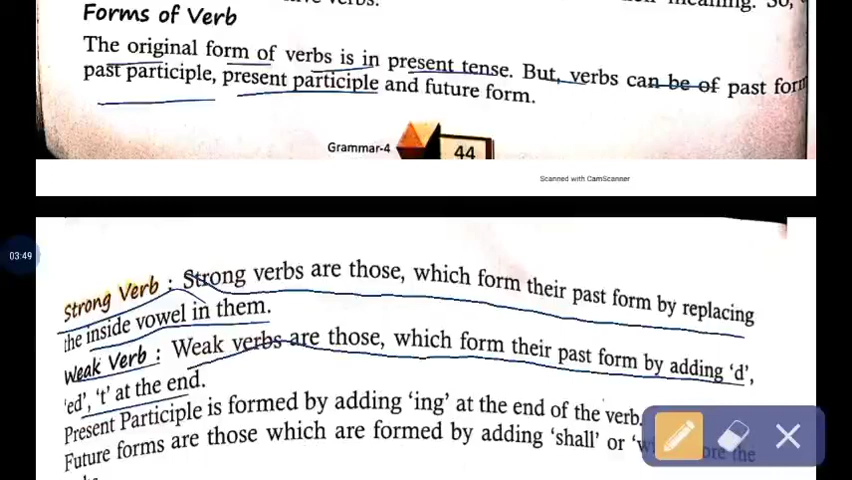 Forms of Verb
The original form of verbs is in present tense. But, verbs can be of past form
past participle, present participle and future form.
Grammar-4
44
Scanned with CamScanner
03:49
Strong Verb : Strong verbs are those, which form their past form by replacing
the inside vowel in them.
Weak Verb : Weak verbs are those, which form their past form by adding 'd',
'ed', 't' at the end.
Present Participle is formed by adding 'ing' at the end of the verb.
Future forms are those which are formed by adding 'shall' or the